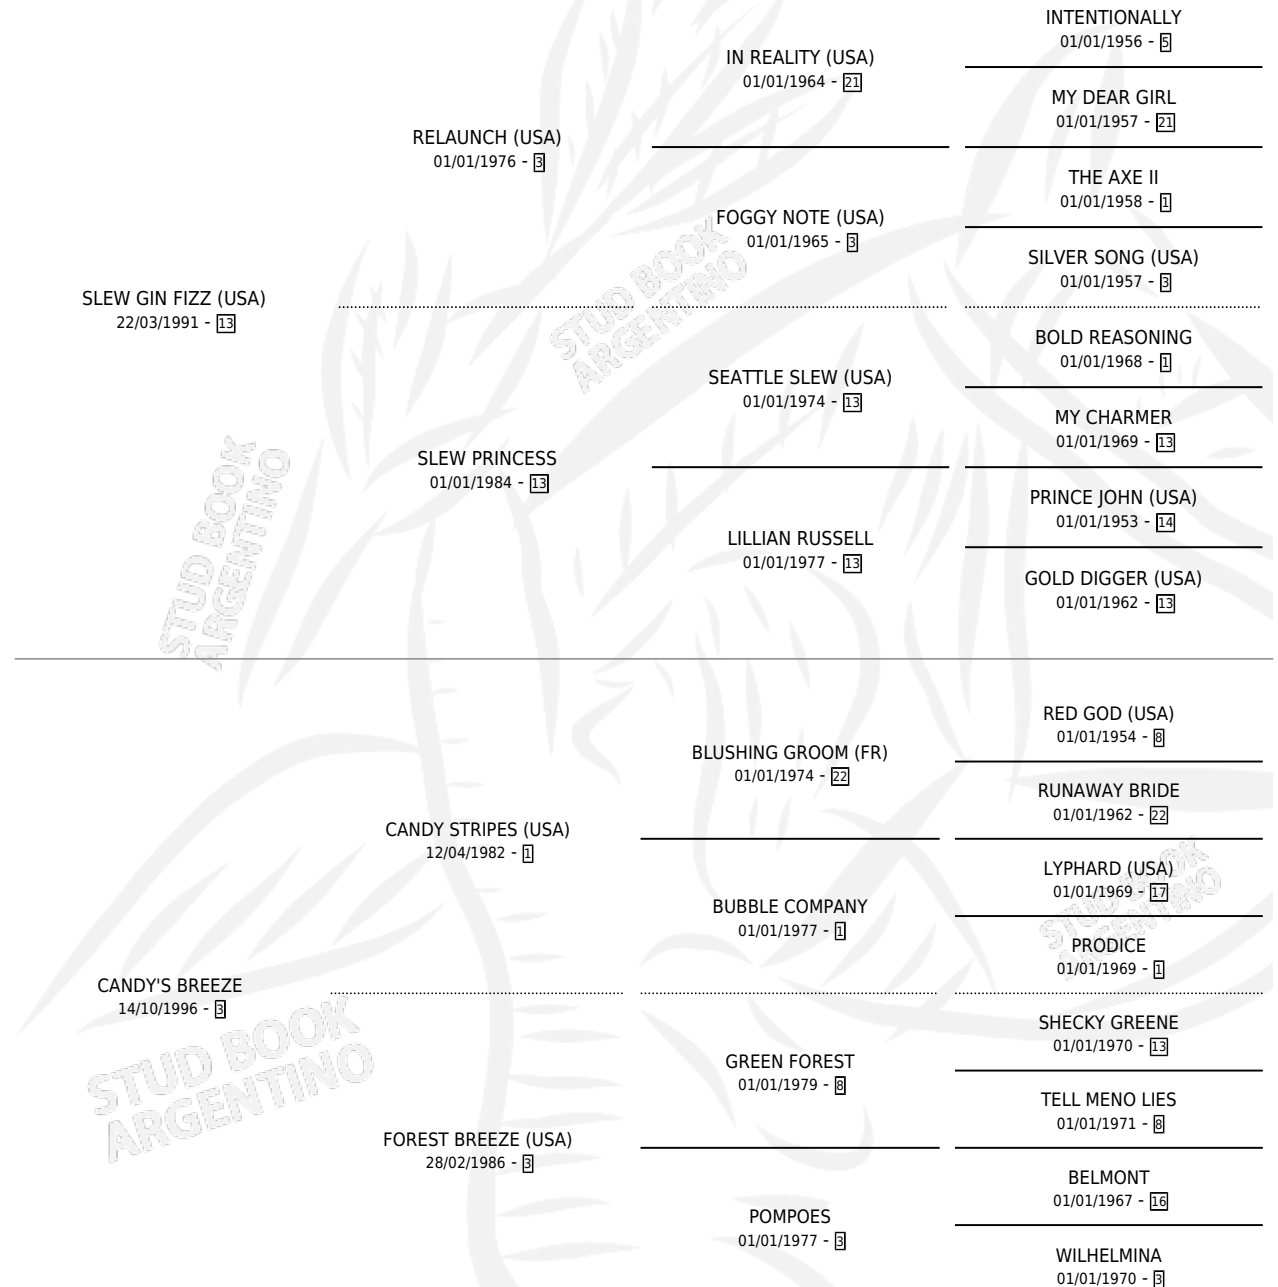 INTENTIONALLY
01/01/1956 - 5
IN REALITY (USA)
01/01/1964 - 21
MY DEAR GIRL
01/01/1957 - 21
RELAUNCH (USA)
01/01/1976 - 3
THE AXE II
01/01/1958 - 1
FOGGY NOTE (USA)
01/01/1965 - 3
SILVER SONG (USA)
01/01/1957 - 3
SLEW GIN FIZZ (USA)
22/03/1991 - 13
BOLD REASONING
01/01/1968 - 1
SEATTLE SLEW (USA)
01/01/1974 - 13
MY CHARMER
01/01/1969 - 13
SLEW PRINCESS
01/01/1984 - 13
PRINCE JOHN (USA)
01/01/1953 - 14
LILLIAN RUSSELL
01/01/1977 - 13
GOLD DIGGER (USA)
01/01/1962 - 13
RED GOD (USA)
01/01/1954 - 8
BLUSHING GROOM (FR)
01/01/1974 - 22
RUNAWAY BRIDE
01/01/1962 - 22
CANDY STRIPES (USA)
12/04/1982 - 1
LYPHARD (USA)
01/01/1969 - 17
BUBBLE COMPANY
01/01/1977 - 1
PRODICE
01/01/1969 - 1
CANDY'S BREEZE
14/10/1996 - 3
SHECKY GREENE
01/01/1970 - 13
GREEN FOREST
01/01/1979 - 8
TELL MENO LIES
01/01/1971 - 8
FOREST BREEZE (USA)
28/02/1986 - 3
BELMONT
01/01/1967 - 16
POMPOES
01/01/1977 - 3
WILHELMINA
01/01/1970 - 3
STUD BOOK
ARGENTINO
STUD BOOK
ARGENTINO
STUD BOOK
ARGENTINO
STUD BOOK
ARGENTINO